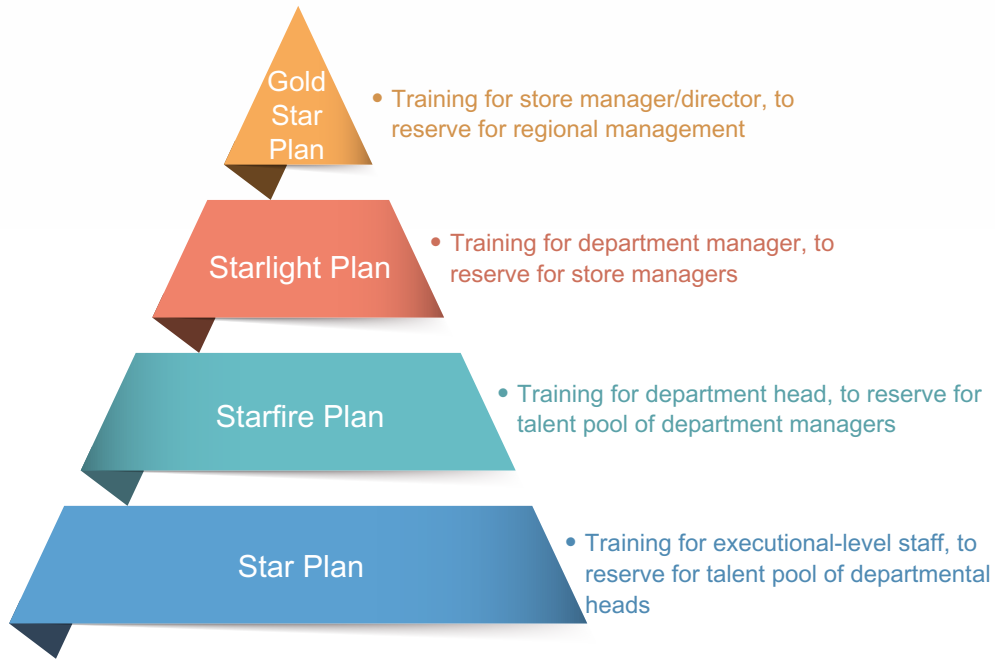 Gold
Star
Plan
• Training for store manager/director, to
reserve for regional management
Starlight Plan
• Training for department manager, to
reserve for store managers
Starfire Plan
• Training for department head, to reserve for
talent pool of department managers
Star Plan
• Training for executional-level staff, to
reserve for talent pool of departmental
heads